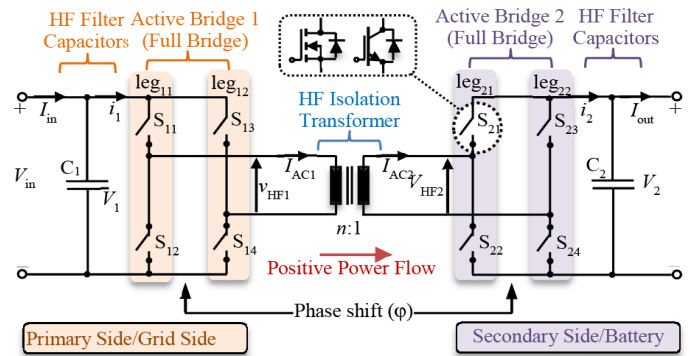 HF Filter
Capacitors
Active Bridge 1
(Full Bridge)
Active Bridge 2
(Full Bridge)
HF Filter
Capacitors
leg11
leg12
HF Isolation
Transformer
leg21
leg22
+
Iin
i1
S11
S13
S21
S23
i2
Iout
+
Vin
C1
V1
vHF1
IAC1
IAC2
VHF2
C2
V2
n:1
S12
S14
S22
S24
Positive Power Flow
Phase shift (φ)
Primary Side/Grid Side
Secondary Side/Battery